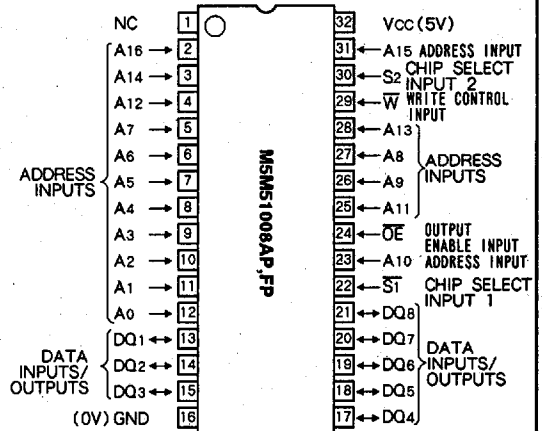 NC 1 32 VCC (5V)
A16 2 31 A15 ADDRESS INPUT
A14 3 30 S2 CHIP SELECT INPUT 2
A12 4 29 W̅ WRITE CONTROL INPUT
A7 5 28 A13
A6 6 27 A8
A5 7 26 A9
A4 8 25 A11
ADDRESS INPUTS
ADDRESS INPUTS
A3 9 24 O̅E̅ OUTPUT ENABLE INPUT
A2 10 23 A10 ADDRESS INPUT
A1 11 22 S̅1̅ CHIP SELECT INPUT 1
A0 12 21 DQ8
DQ1 13 20 DQ7
DQ2 14 19 DQ6
DQ3 15 18 DQ5
(0V) GND 16 17 DQ4
DATA INPUTS/ OUTPUTS
DATA INPUTS/ OUTPUTS
M5M51008AP,FP